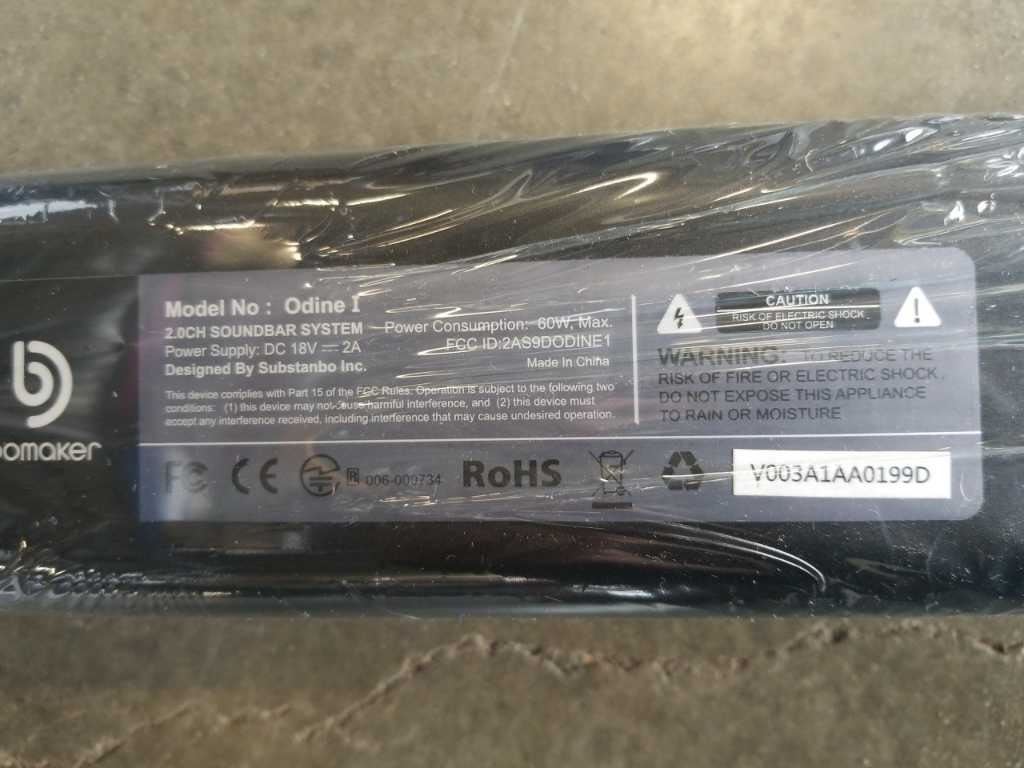 bomaker
Model No : Odine I
2.0CH SOUNDBAR SYSTEM
Power Supply: DC 18V ⎓ 2A
Designed By Substanbo Inc.
Power Consumption: 60W, Max.
FCC ID:2AS9DODINE1
Made In China
This device complies with Part 15 of the FCC Rules. Operation is subject to the following two
conditions: (1) this device may not cause harmful interference, and (2) this device must
accept any interference received, including interference that may cause undesired operation.
CAUTION
RISK OF ELECTRIC SHOCK
DO NOT OPEN
WARNING: TO REDUCE THE
RISK OF FIRE OR ELECTRIC SHOCK,
DO NOT EXPOSE THIS APPLIANCE
TO RAIN OR MOISTURE
FC CE R 006-000734 RoHS
V003A1AA0199D